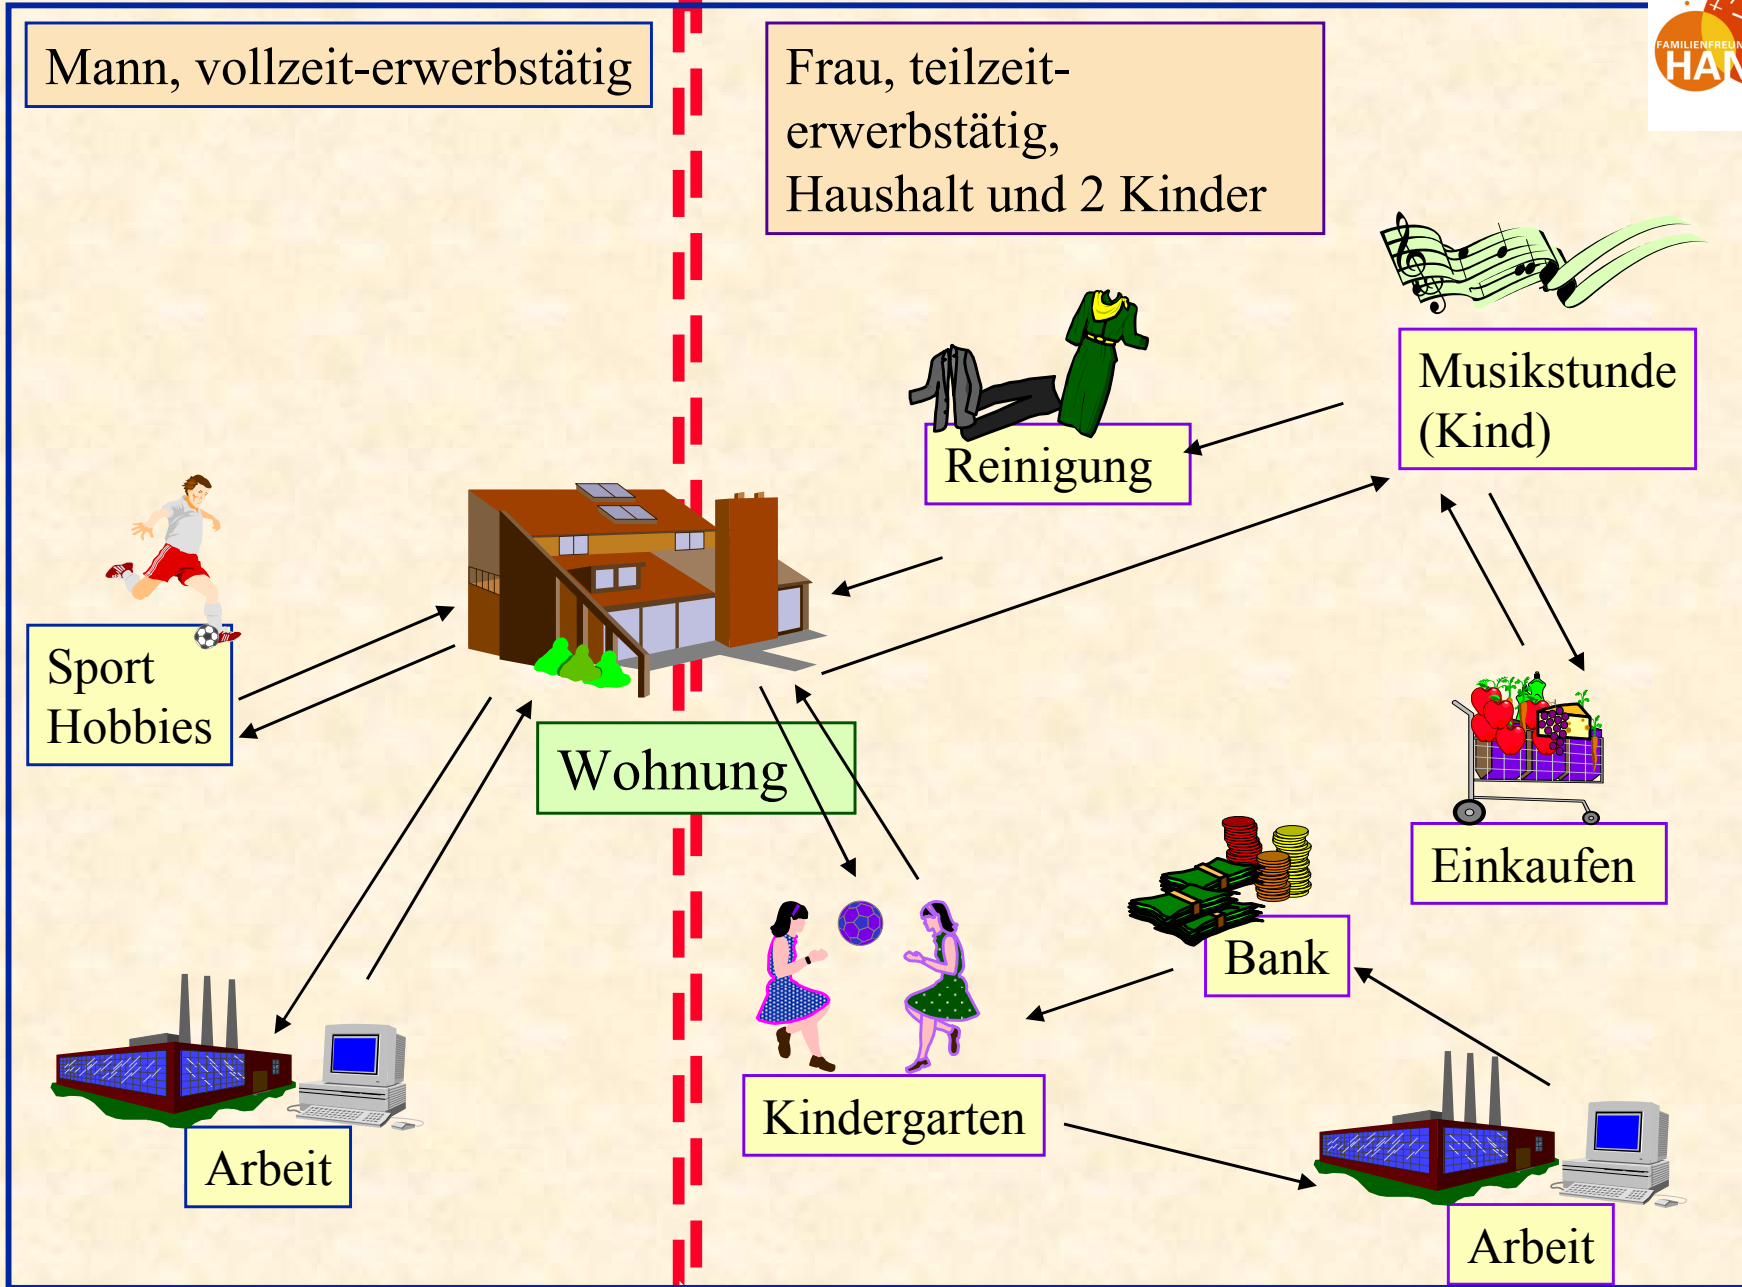 Mann, vollzeit-erwerbstätig
Frau, teilzeit-
erwerbstätig,
Haushalt und 2 Kinder
Musikstunde
(Kind)
Reinigung
Sport
Hobbies
Wohnung
Einkaufen
Bank
Kindergarten
Arbeit
Arbeit